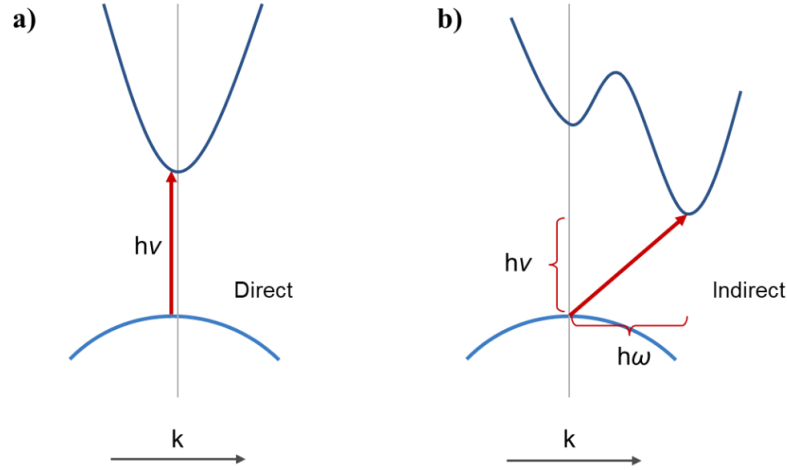 a)
hv
Direct
k
b)
hv
Indirect
hω
k